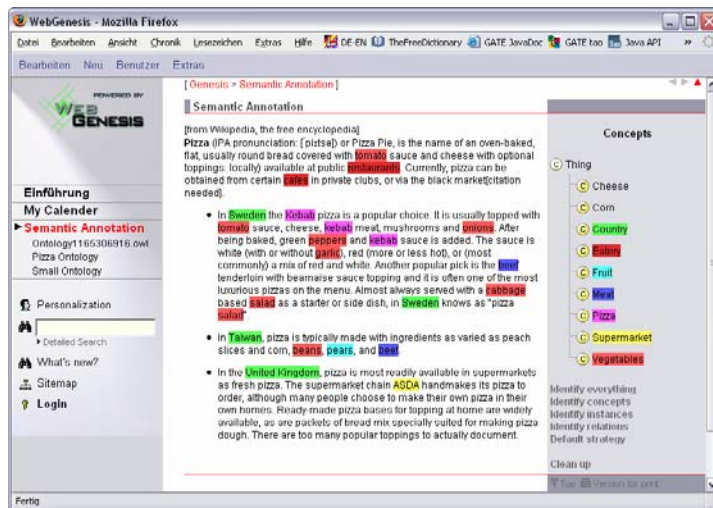 WebGenesis - Mozilla Firefox
Datei Bearbeiten Ansicht Chronik Lesezeichen Extras Hilfe DE-EN TheFreeDictionary GATE JavaDoc GATE tao Java API »
Bearbeiten Neu Benutzer Extras
POWERED BY
WEB
GENESIS
Einführung
My Calender
Semantic Annotation
Ontology1165306916.owl
Pizza Ontology
Small Ontology
Personalization
Detailed Search
What's new?
Sitemap
Login
[ Genesis > Semantic Annotation ]
Semantic Annotation
[from Wikipedia, the free encyclopedia]
Pizza (IPA pronunciation: [ˈpiːtsə]) or Pizza Pie, is the name of an oven-baked,
flat, usually round bread covered with tomato sauce and cheese with optional
toppings. locally) available at public restaurants. Currently, pizza can be
obtained from certain cafes in private clubs, or via the black market[citation
needed].
• In Sweden the Kebab pizza is a popular choice. It is usually topped with
tomato sauce, cheese, kebab meat, mushrooms and onions. After
being baked, green peppers and kebab sauce is added. The sauce is
white (with or without garlic), red (more or less hot), or (most
commmonly) a mix of red and white. Another popular pick is the beef
tenderloin with bearnaise sauce topping and it is often one of the most
luxurious pizzas on the menu. Almost always served with a cabbage
based salad as a starter or side dish, in Sweden knows as "pizza
salad"
• In Taiwan, pizza is typically made with ingredients as varied as peach
slices and corn, beans, pears, and beef.
• In the United Kingdom, pizza is most readily available in supermarkets
as fresh pizza. The supermarket chain ASDA handmakes its pizza to
order, although many people choose to make their own pizza in their
own homes. Ready-made pizza bases for topping at home are widely
available, as are packets of bread mix specially suited for making pizza
dough. There are too many popular toppings to actually document.
Concepts
Thing
Cheese
Corn
Country
Eatery
Fruit
Meat
Pizza
Supermarket
Vegetables
Identify everything
Identify concepts
Identify instances
Identify relations
Default strategy
Clean up
Top Version for print
Fertig